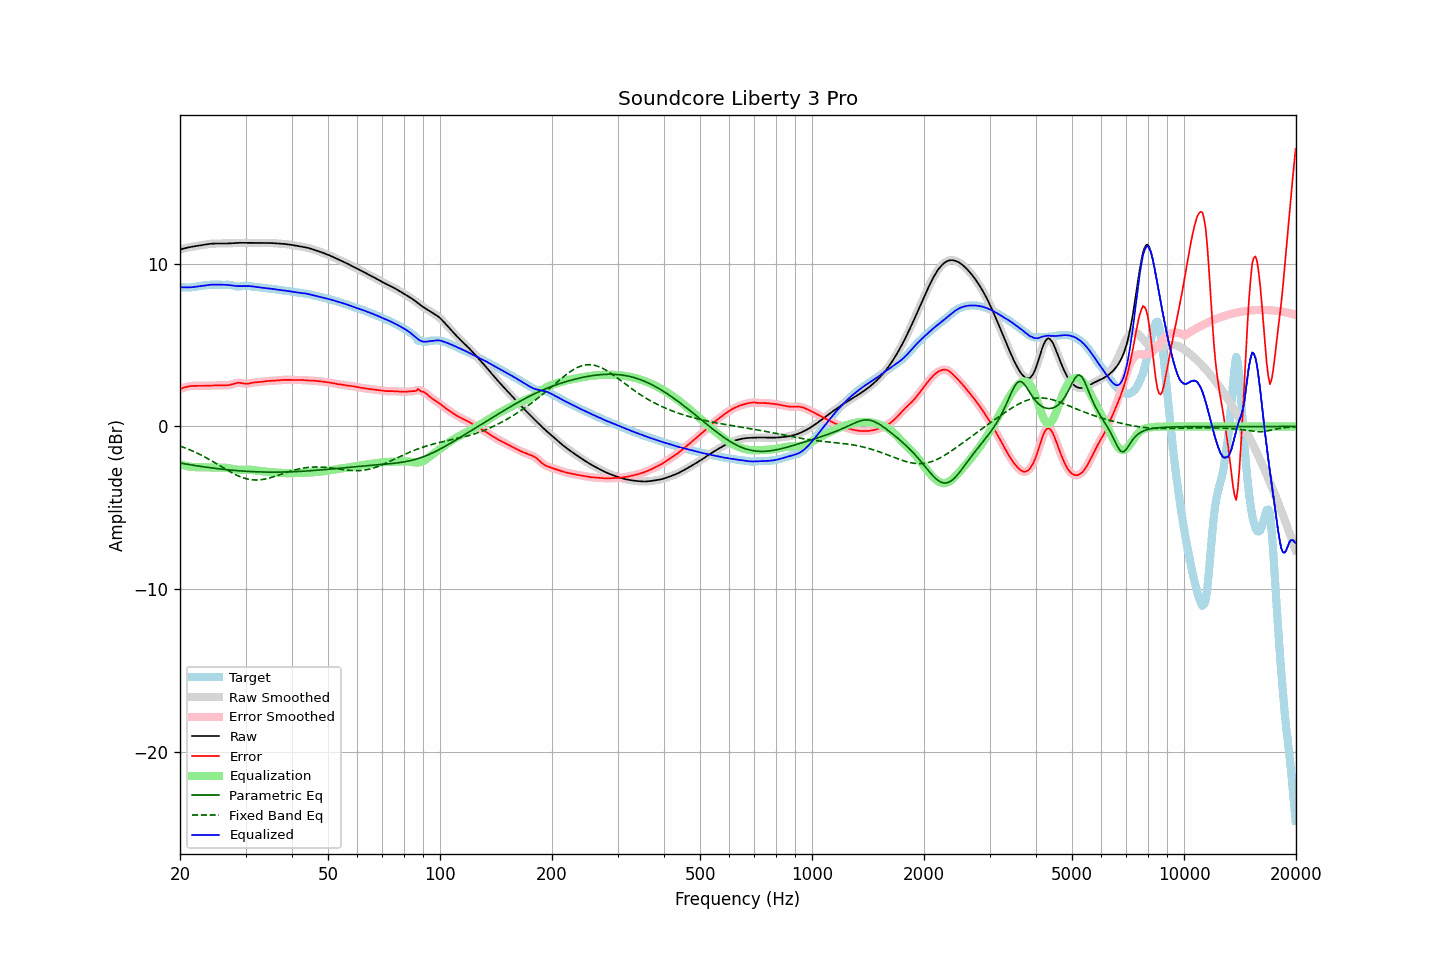 Soundcore Liberty 3 Pro
Amplitude (dBr)
10
0
−10
−20
Target
Raw Smoothed
Error Smoothed
Raw
Error
Equalization
Parametric Eq
Fixed Band Eq
Equalized
20 50 100 200 500 1000 2000 5000 10000 20000
Frequency (Hz)